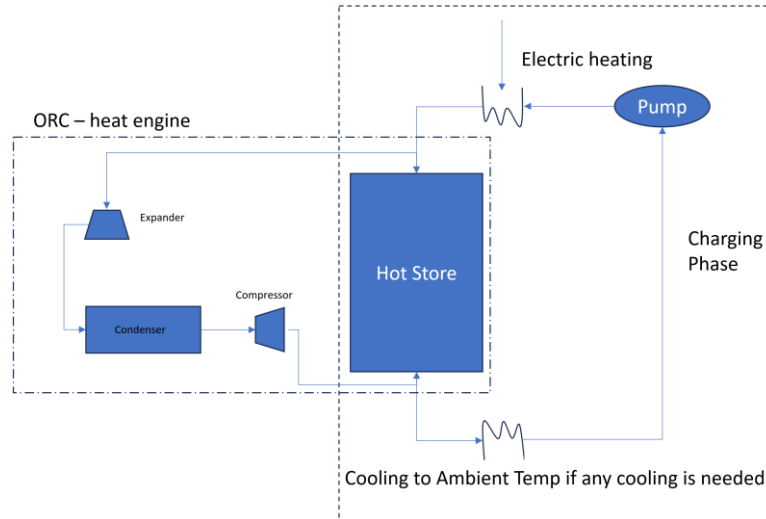 Electric heating
Pump
ORC – heat engine
Expander
Hot Store
Charging
Phase
Compressor
Condenser
Cooling to Ambient Temp if any cooling is needed